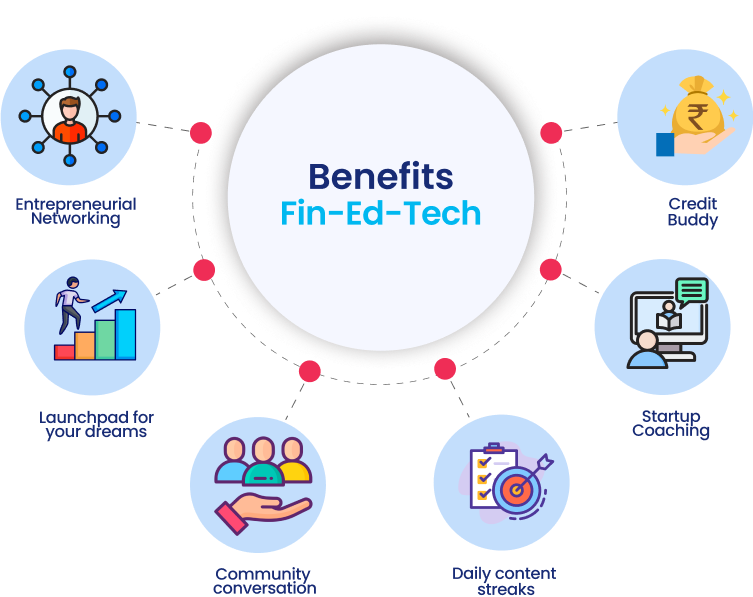 Benefits
Fin-Ed-Tech
Entrepreneurial
Networking
Launchpad for
your dreams
Community
conversation
Daily content
streaks
Startup
Coaching
Credit
Buddy
₹